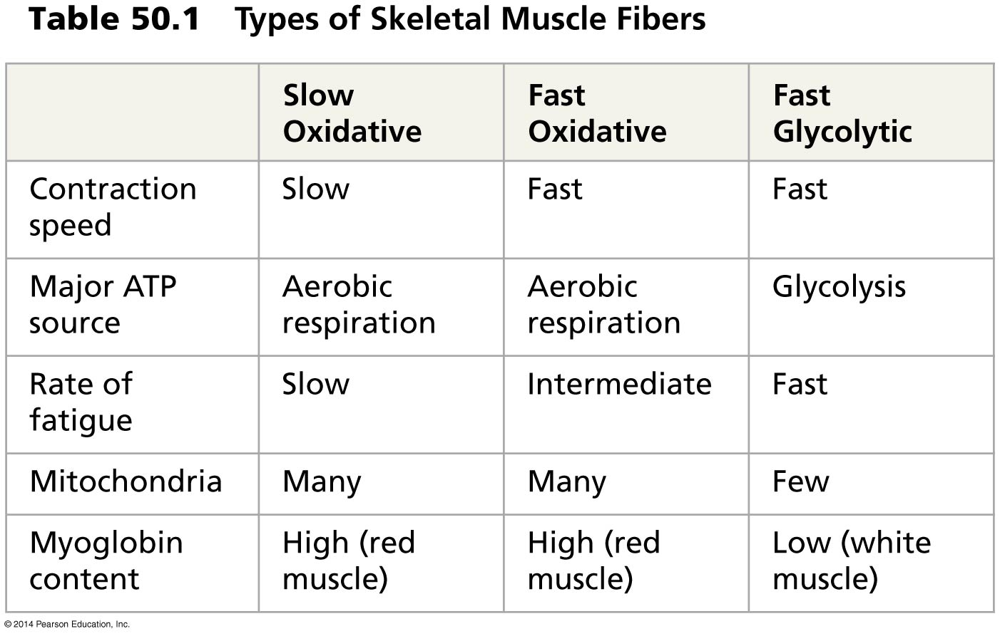 Table 50.1 Types of Skeletal Muscle Fibers
Slow Oxidative Fast Oxidative Fast Glycolytic
Contraction speed Slow Fast Fast
Major ATP source Aerobic respiration Aerobic respiration Glycolysis
Rate of fatigue Slow Intermediate Fast
Mitochondria Many Many Few
Myoglobin content High (red muscle) High (red muscle) Low (white muscle)
© 2014 Pearson Education, Inc.